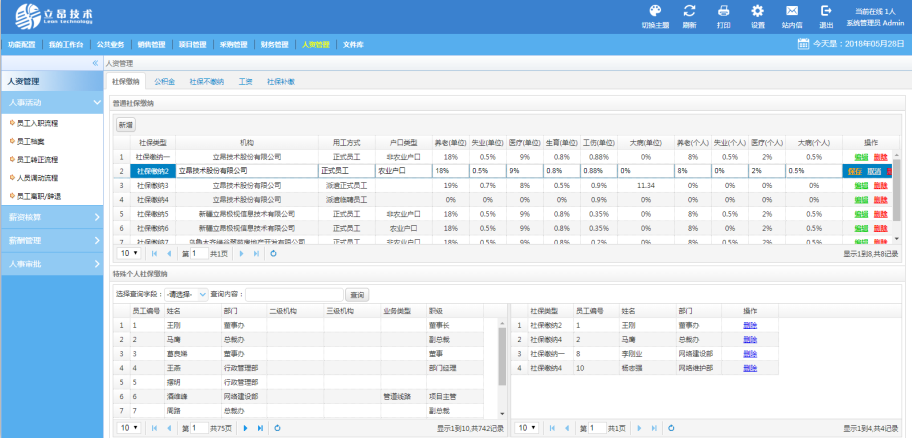 立昂技术
Leon technology
切换主题 刷新 打印 设置 站内信 退出
当前在线 1人
系统管理员 Admin
功能配置 我的工作台 公共业务 销售管理 项目管理 采购管理 财务管理 人资管理 文件库
今天是:2016年05月26日
人资管理
人事活动
员工入职流程
员工档案
员工转正流程
人员调动流程
员工离职/辞退
薪资核算
薪酬管理
人事审批
人资管理
社保缴纳 公积金 社保不缴纳 工资 社保补缴
普通社保缴纳
新增
社保类型 机构 用工方式 户口类型 养老(单位) 失业(单位) 医疗(单位) 生育(单位) 工伤(单位) 大病(单位) 养老(个人) 失业(个人) 医疗(个人) 大病(个人) 操作
1 社保缴纳一 立昂技术股份有限公司 正式员工 非农业户口 18% 0.5% 9% 0.8% 0.88% 0% 8% 0.5% 2% 0.5% 编辑 删除
2 社保缴纳2 立昂技术股份有限公司 正式员工 农业户口 18% 0.5% 9% 0.8% 0.88% 0% 8% 0% 2% 0.5% 保存 取消
3 社保缴纳3 立昂技术股份有限公司 派遣正式员工 19% 0.7% 8% 0.5% 0.9% 11.34 0% 0% 0% 0% 编辑 删除
4 社保缴纳4 立昂技术股份有限公司 派遣临聘员工 0% 0% 0% 0% 0.9% 0% 0% 0% 0% 0% 编辑 删除
5 社保缴纳5 新疆立昂极视信息技术有限公司 正式员工 非农业户口 18% 0.5% 9% 0.8% 0.35% 0% 8% 0.5% 2% 0.5% 编辑 删除
6 社保缴纳6 新疆立昂极视信息技术有限公司 正式员工 农业户口 18% 0.5% 9% 0.8% 0.35% 0% 8% 0% 2% 0.5% 编辑 删除
7 社保缴纳7 正式员工 非农业户口 18% 0.5% 9% 0.8% 0.2% 0% 8% 0.5% 2% 0.5% 编辑 删除
10 第 1 共1页 显示1到8,共8记录
特殊个人社保缴纳
选择查询字段: -请选择- 查询内容: 查询
员工编号 姓名 部门 二级机构 三级机构 业务类型 职级
1 1 王刚 董事办 董事长
2 2 马鹰 总裁办 副总裁
3 3 葛良娣 董事办 董事
4 4 王燕 行政管理部 部门经理
5 5 摆明 行政管理部
6 6 酒维峰 网络建设部 管道线路 项目主管
7 7 周路 总裁办 副总裁
10 第 1 共75页 显示1到10,共742记录
社保类型 员工编号 姓名 部门 操作
1 社保缴纳2 1 王刚 董事办 删除
2 社保缴纳4 2 马鹰 总裁办 删除
3 社保缴纳一 8 李刚业 网络建设部 删除
4 社保缴纳4 10 杨志强 网络维护部 删除
10 第 1 共1页 显示1到4,共4记录